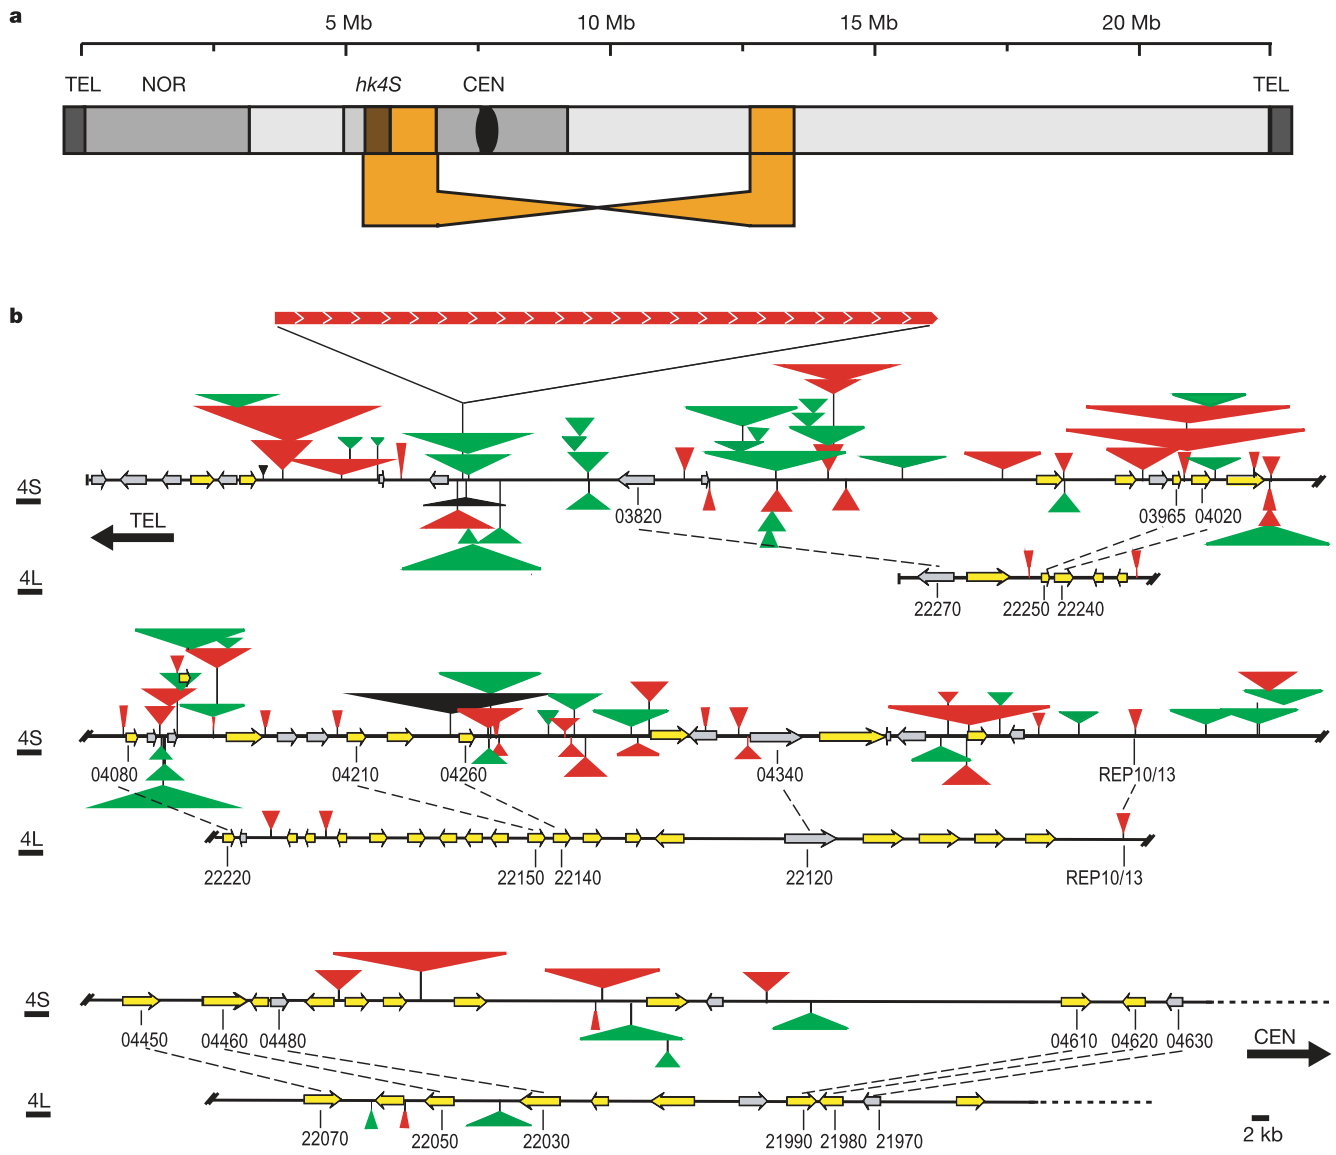 a
5 Mb 10 Mb 15 Mb 20 Mb
TEL NOR hk4S CEN TEL
b
4S
TEL
03820 03965 04020
4L
22270 22250 22240
4S
04080 04210 04260 04340 REP10/13
4L
22220 22150 22140 22120 REP10/13
4S
04450 04460 04480 04610 04620 04630
CEN
4L
22070 22050 22030 21990 21980 21970
2 kb